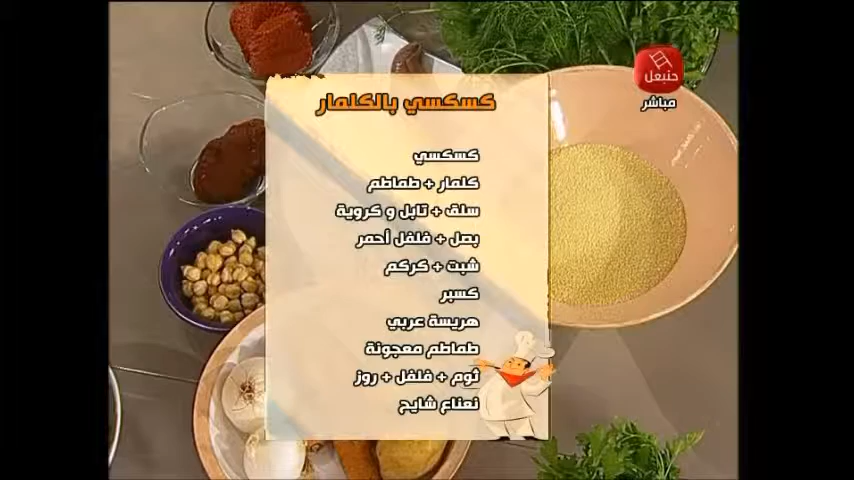 حنبعل
مباشر
كسكسي بالكلمار
كسكسي
كلمار + طماطم
سلق + تابل و كروية
بصل + فلفل أحمر
شبت + كركم
كسبر
هريسة عربي
طماطم معجونة
ثوم + فلفل + روز
نعناع شايح